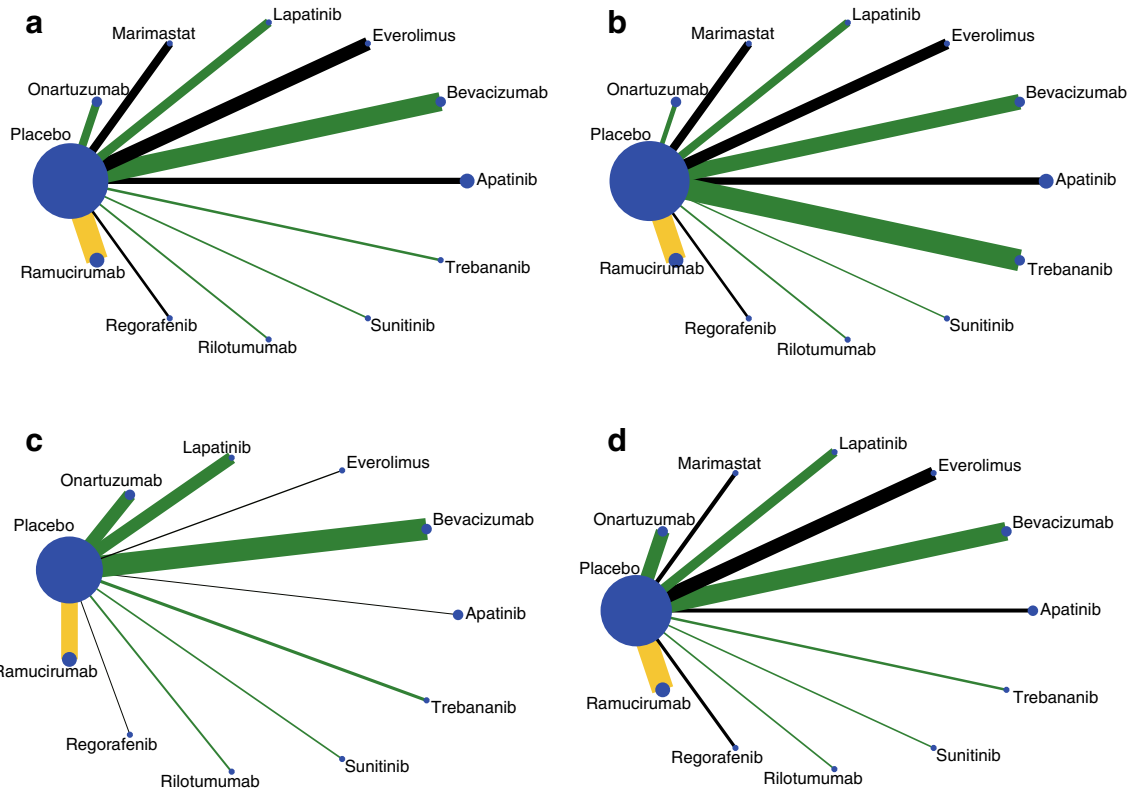 a
Lapatinib
Marimastat
Everolimus
Onartuzumab
Bevacizumab
Placebo
Apatinib
Ramucirumab
Trebananib
Regorafenib
Sunitinib
Rilotumumab
b
Lapatinib
Marimastat
Everolimus
Onartuzumab
Bevacizumab
Placebo
Apatinib
Ramucirumab
Trebananib
Regorafenib
Sunitinib
Rilotumumab
c
Lapatinib
Everolimus
Onartuzumab
Bevacizumab
Placebo
Apatinib
Ramucirumab
Trebananib
Regorafenib
Sunitinib
Rilotumumab
d
Lapatinib
Marimastat
Everolimus
Onartuzumab
Bevacizumab
Placebo
Apatinib
Ramucirumab
Trebananib
Regorafenib
Sunitinib
Rilotumumab